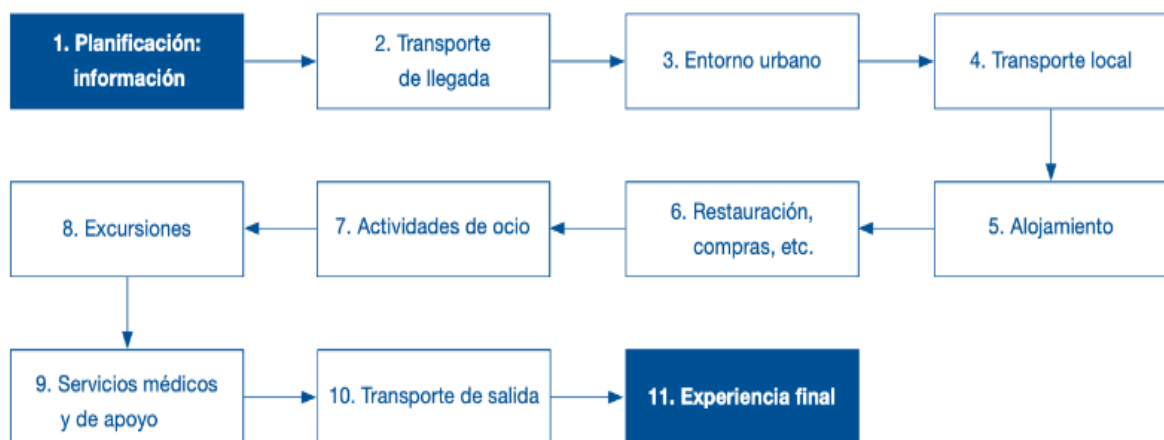 1. Planificación:
información
2. Transporte
de llegada
3. Entorno urbano
4. Transporte local
5. Alojamiento
6. Restauración,
compras, etc.
7. Actividades de ocio
8. Excursiones
9. Servicios médicos
y de apoyo
10. Transporte de salida
11. Experiencia final